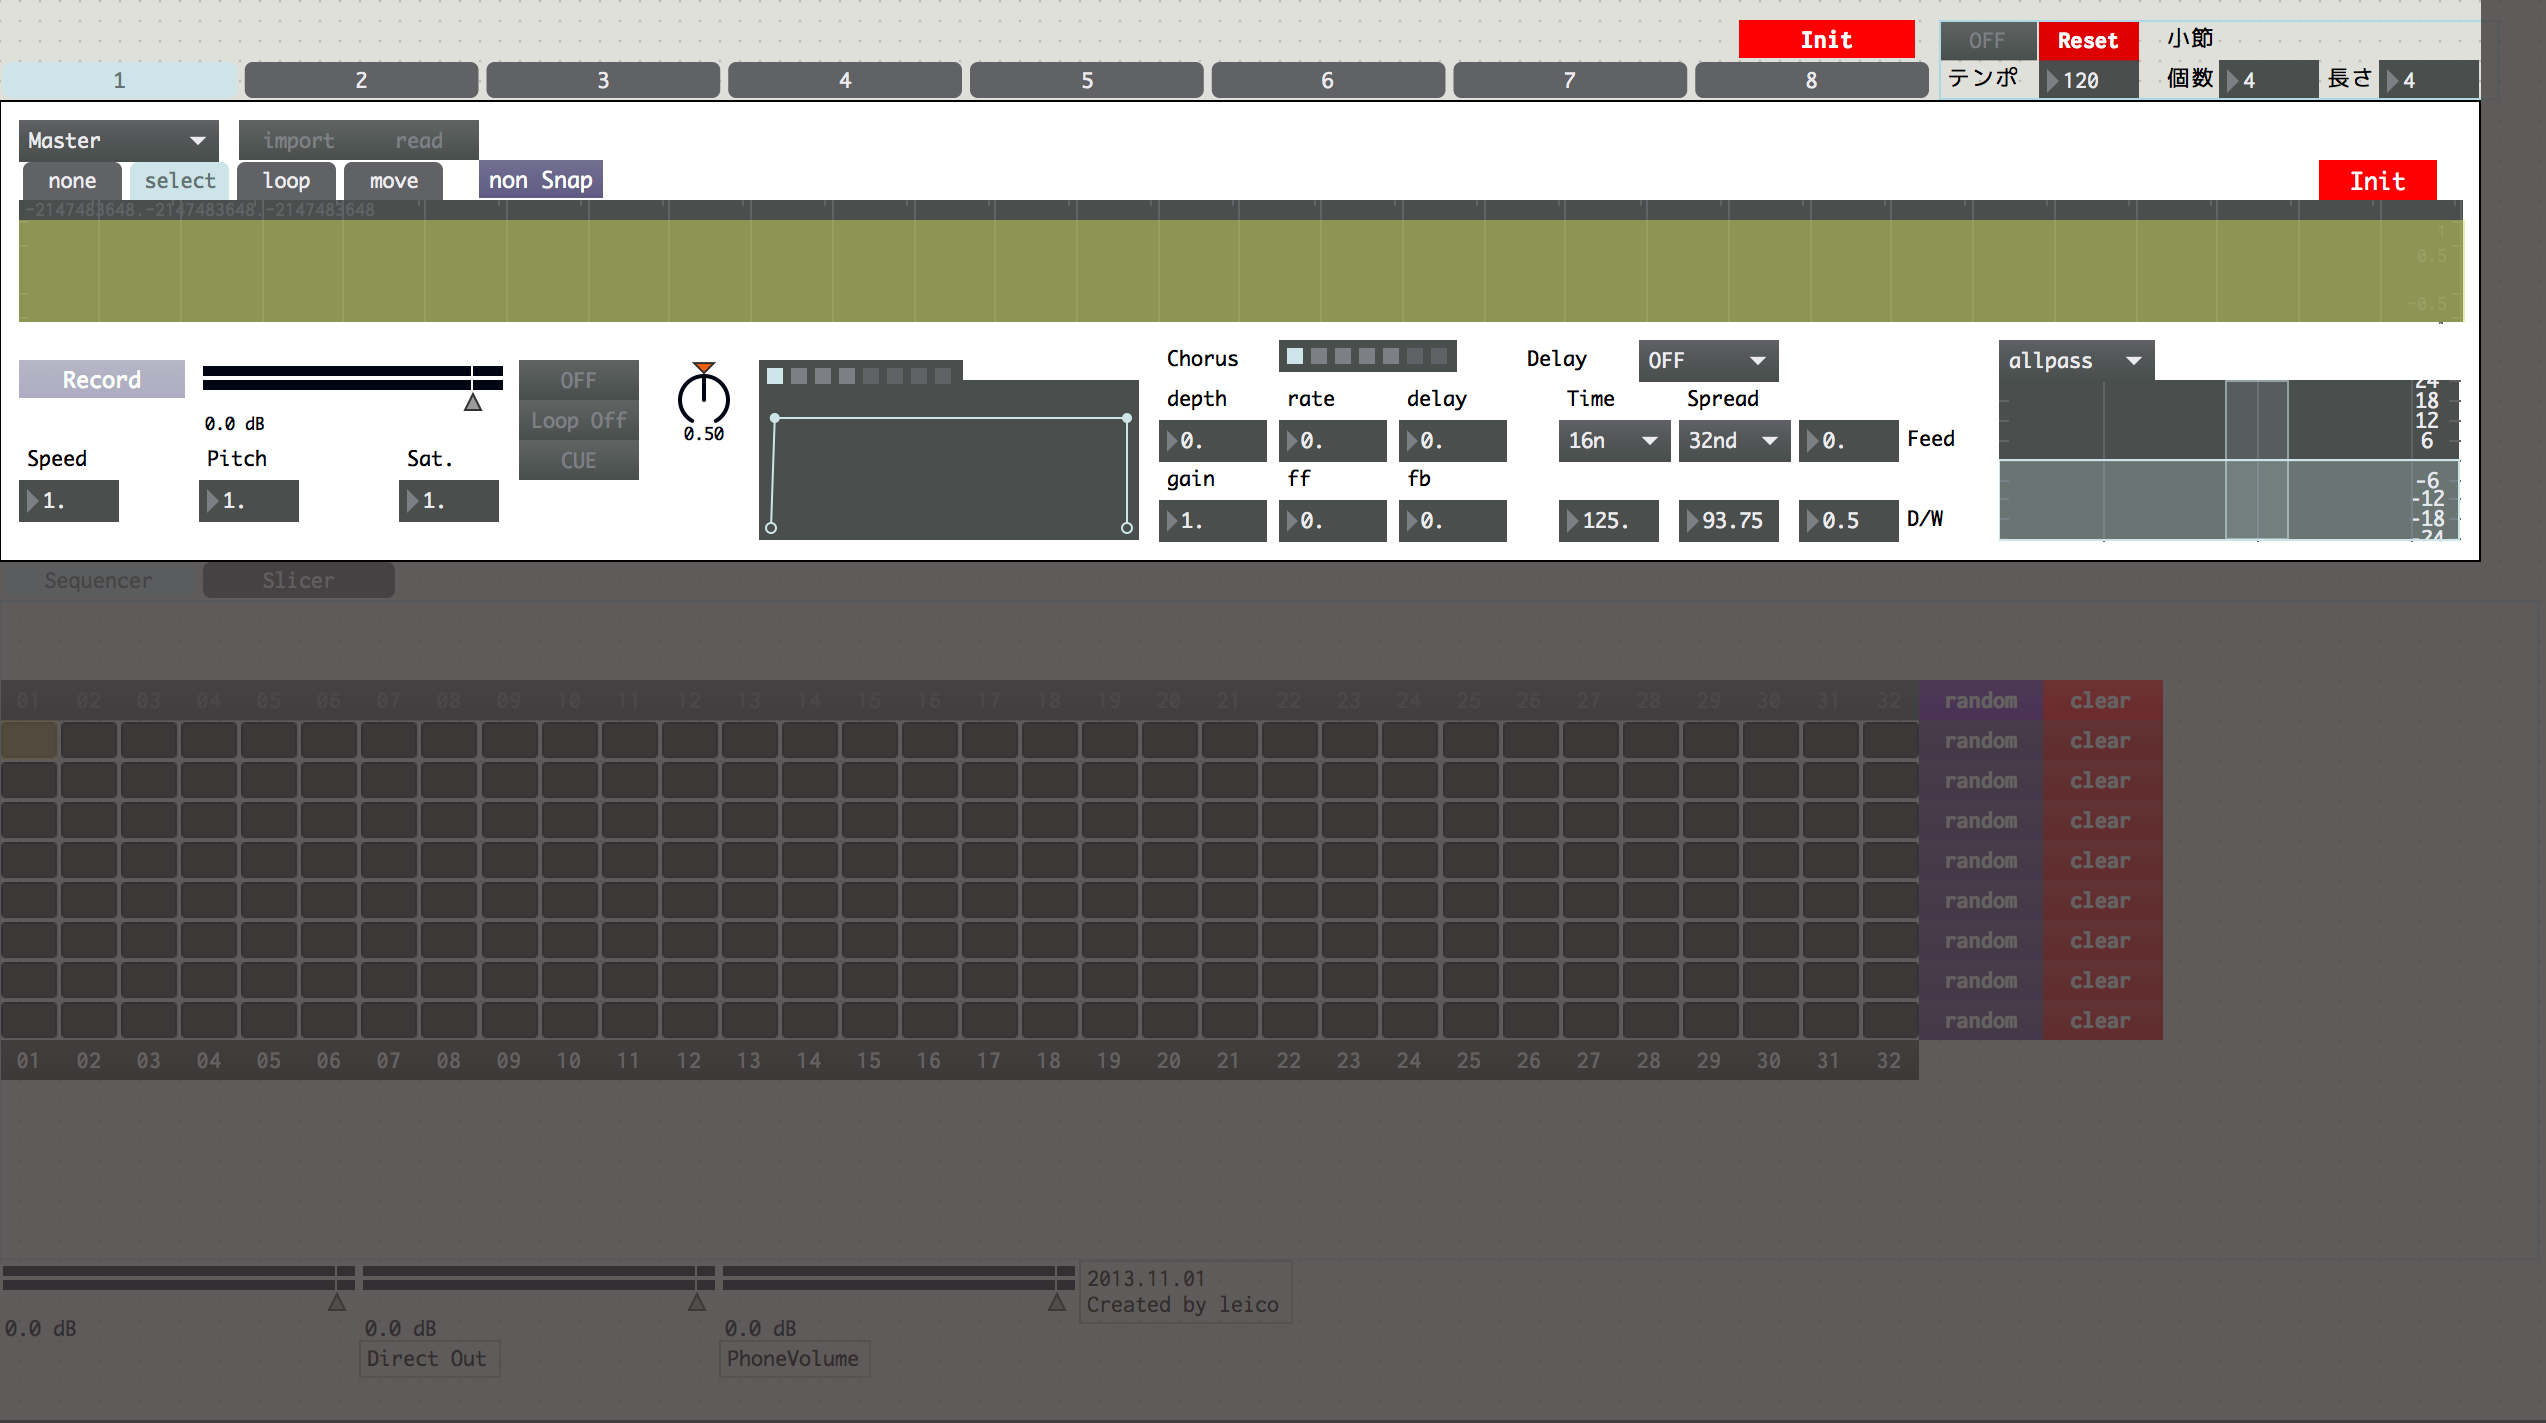 Init
OFF Reset 小節
1 2 3 4 5 6 7 8
テンポ 120 個数 4 長さ 4
Master import read
none select loop move non Snap
Init
-2147483648.-2147483648.-2147483648
1
0.5
-0.5
Chorus Delay OFF allpass
Record OFF
depth rate delay Time Spread
0.0 dB Loop Off 0.50
0. 0. 0. 16n 32nd 0. Feed
Speed Pitch Sat. CUE
gain ff fb
1. 1. 1.
1. 0. 0. 125. 93.75 0.5 D/W
24
18
12
6
-6
-12
-18
-24
Sequencer Slicer
01 02 03 04 05 06 07 08 09 10 11 12 13 14 15 16 17 18 19 20 21 22 23 24 25 26 27 28 29 30 31 32 random clear
random clear
random clear
random clear
random clear
random clear
random clear
random clear
random clear
01 02 03 04 05 06 07 08 09 10 11 12 13 14 15 16 17 18 19 20 21 22 23 24 25 26 27 28 29 30 31 32
2013.11.01
Created by leico
0.0 dB 0.0 dB 0.0 dB
Direct Out PhoneVolume